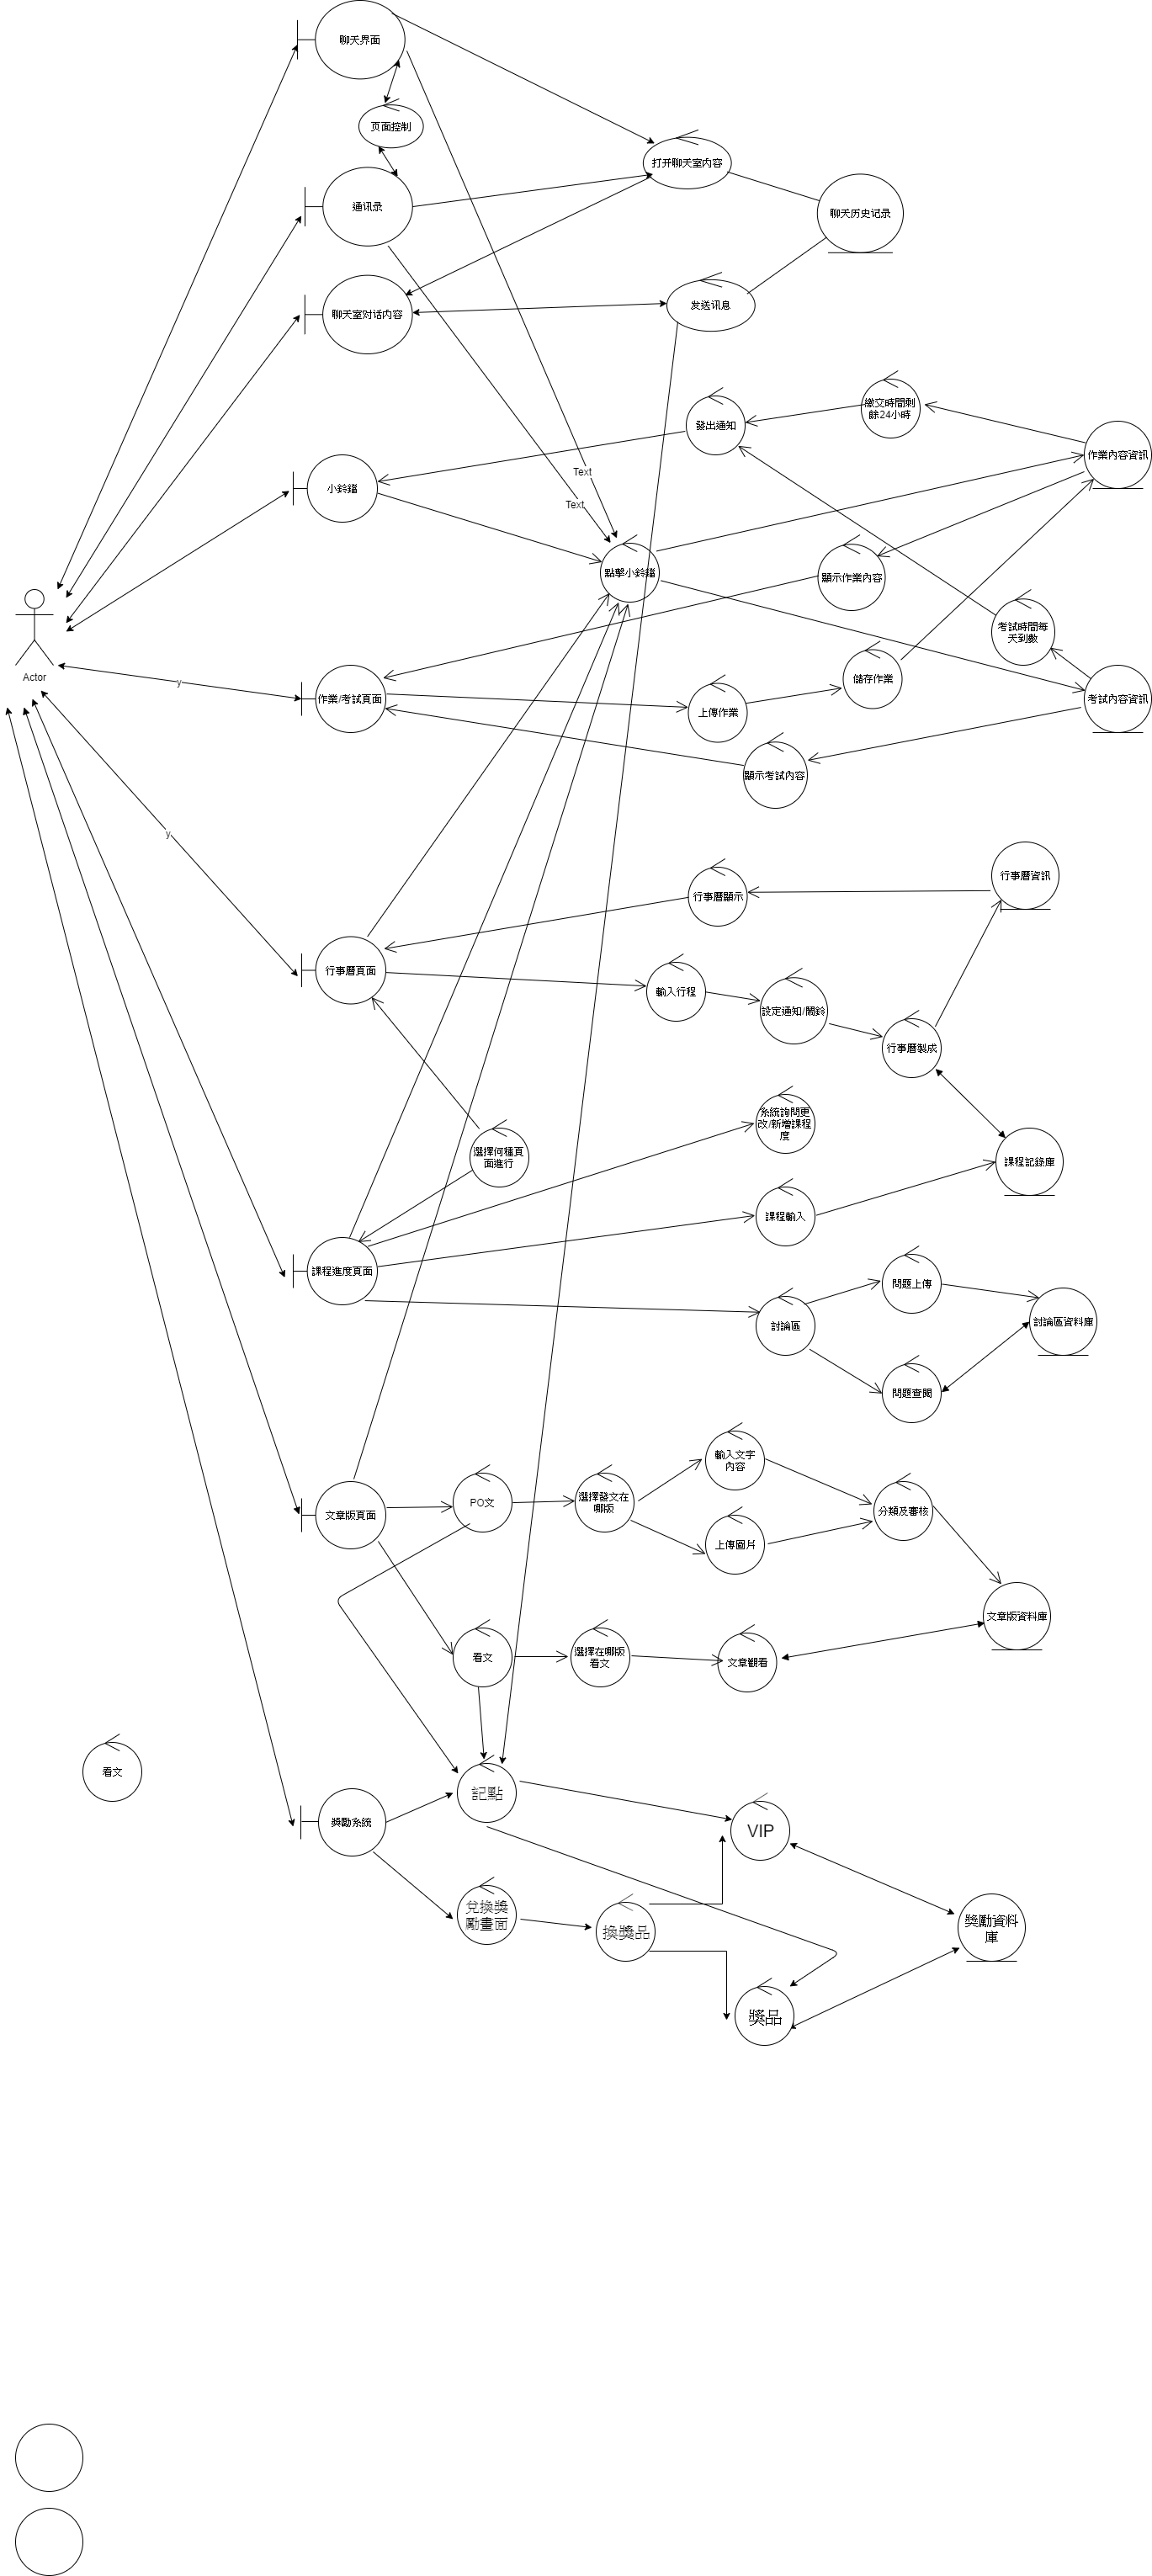 聊天界面
页面控制
打开聊天室内容
通讯录
聊天历史记录
聊天室对话内容
发送讯息
繳交時間剩
餘24小時
發出通知
作業內容資訊
Text
小鈴鐺
Text
點擊小鈴鐺
顯示作業內容
考試時間每
天到數
Actor
儲存作業
y
作業/考試頁面
考試內容資訊
上傳作業
顯示考試內容
y
行事曆資訊
行事曆顯示
行事曆頁面
輸入行程
設定通知/鬧鈴
行事曆製成
系統詢問更
改/新增課程
度
選擇何種頁
面進行
課程記錄庫
課程輸入
課程進度頁面
問題上傳
討論區
討論區資料庫
問題查閱
輸入文字
內容
PO文
選擇發文在
哪版
分類及審核
文章版頁面
上傳圖片
文章版資料庫
看文
選擇在哪版
看文
文章觀看
看文
記點
獎勵系統
VIP
兌換獎
勵畫面
換獎品
獎勵資料
庫
獎品